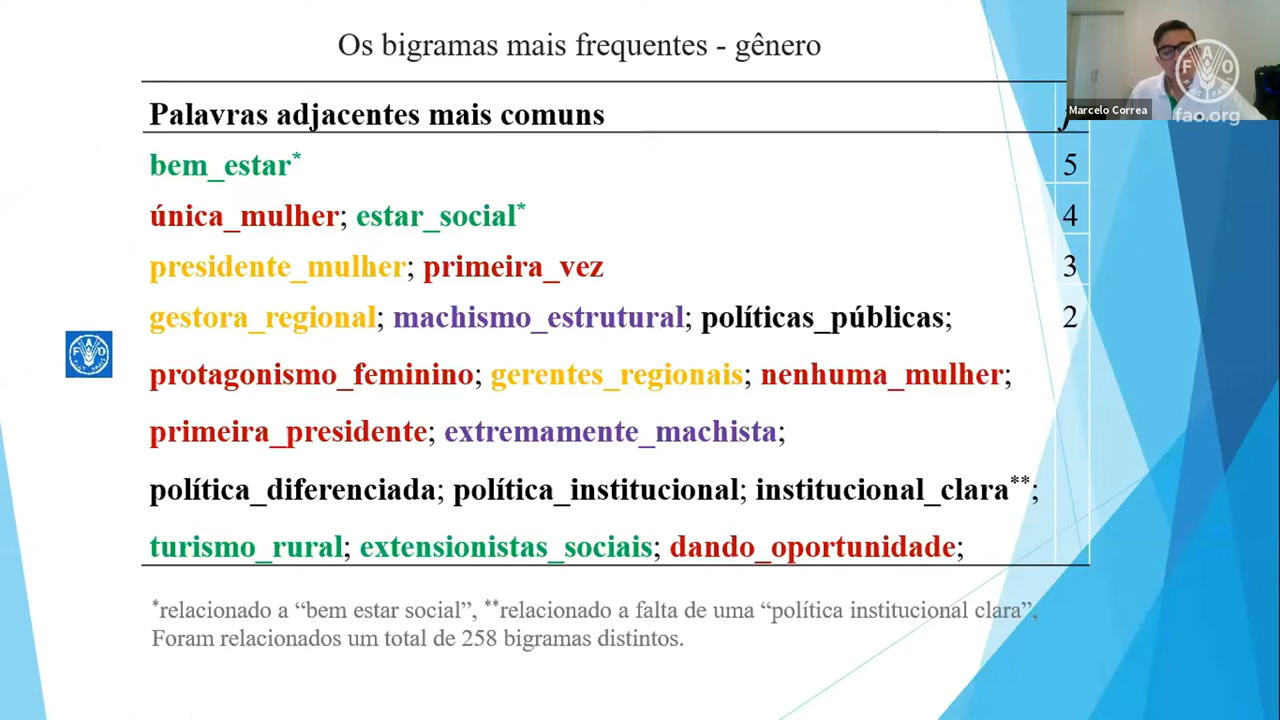 Os bigramas mais frequentes - gênero
Marcelo Correa
FAO
fao.org
Palavras adjacentes mais comuns
bem_estar* 5
única_mulher; estar_social* 4
presidente_mulher; primeira_vez 3
gestora_regional; machismo_estrutural; políticas_públicas; 2
protagonismo_feminino; gerentes_regionais; nenhuma_mulher;
primeira_presidente; extremamente_machista;
política_diferenciada; política_institucional; institucional_clara**;
turismo_rural; extensionistas_sociais; dando_oportunidade;
*relacionado a “bem estar social”, **relacionado a falta de uma “política institucional clara”,
Foram relacionados um total de 258 bigramas distintos.